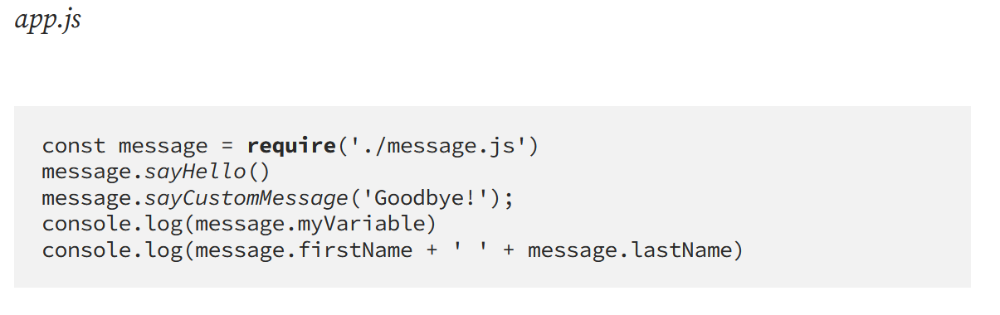 app.js
const message = require('./message.js')
message.sayHello()
message.sayCustomMessage('Goodbye!');
console.log(message.myVariable)
console.log(message.firstName + ' ' + message.lastName)